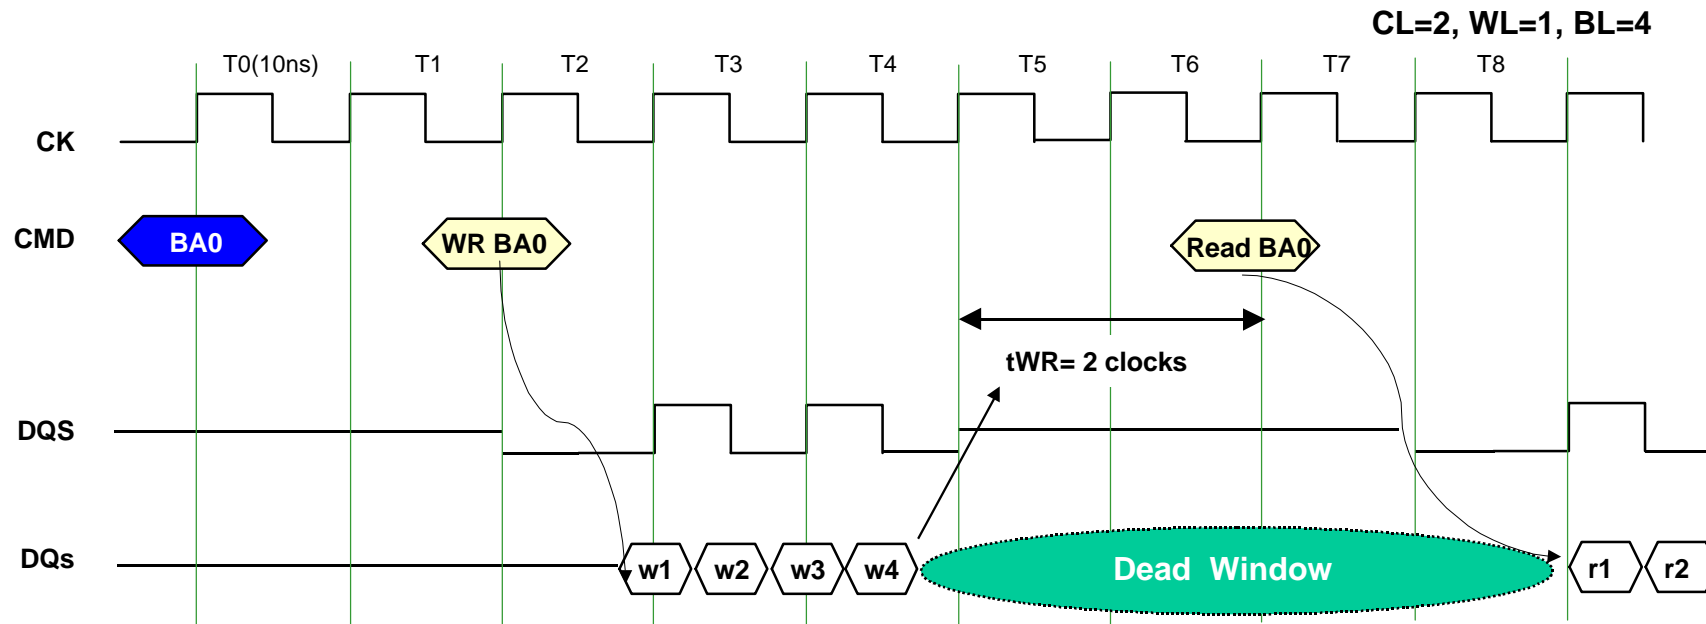 CL=2, WL=1, BL=4
T0(10ns) T1 T2 T3 T4 T5 T6 T7 T8
CK
CMD BA0 WR BA0 Read BA0
tWR= 2 clocks
DQS
DQs w1 w2 w3 w4 Dead Window r1 r2